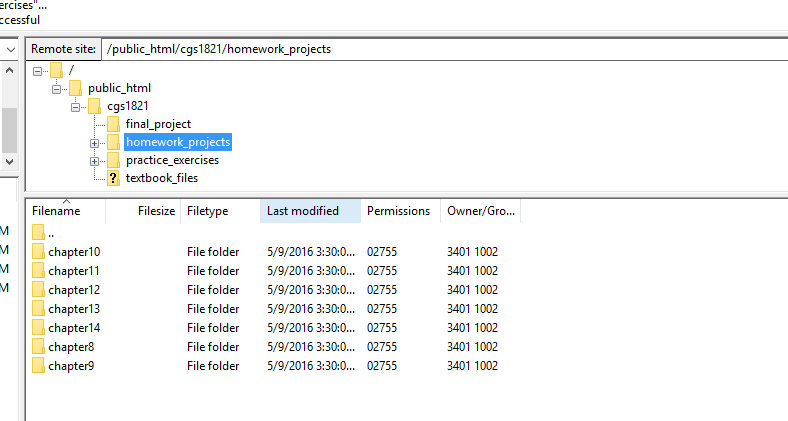 ercises"...
ccessful
Remote site: /public_html/cgs1821/homework_projects
/
public_html
cgs1821
final_project
homework_projects
practice_exercises
? textbook_files
Filename Filesize Filetype Last modified Permissions Owner/Gro...
..
M chapter10 File folder 5/9/2016 3:30:0... 02755 3401 1002
M chapter11 File folder 5/9/2016 3:30:0... 02755 3401 1002
M chapter12 File folder 5/9/2016 3:30:0... 02755 3401 1002
M chapter13 File folder 5/9/2016 3:30:0... 02755 3401 1002
chapter14 File folder 5/9/2016 3:30:0... 02755 3401 1002
chapter8 File folder 5/9/2016 3:30:0... 02755 3401 1002
chapter9 File folder 5/9/2016 3:30:0... 02755 3401 1002